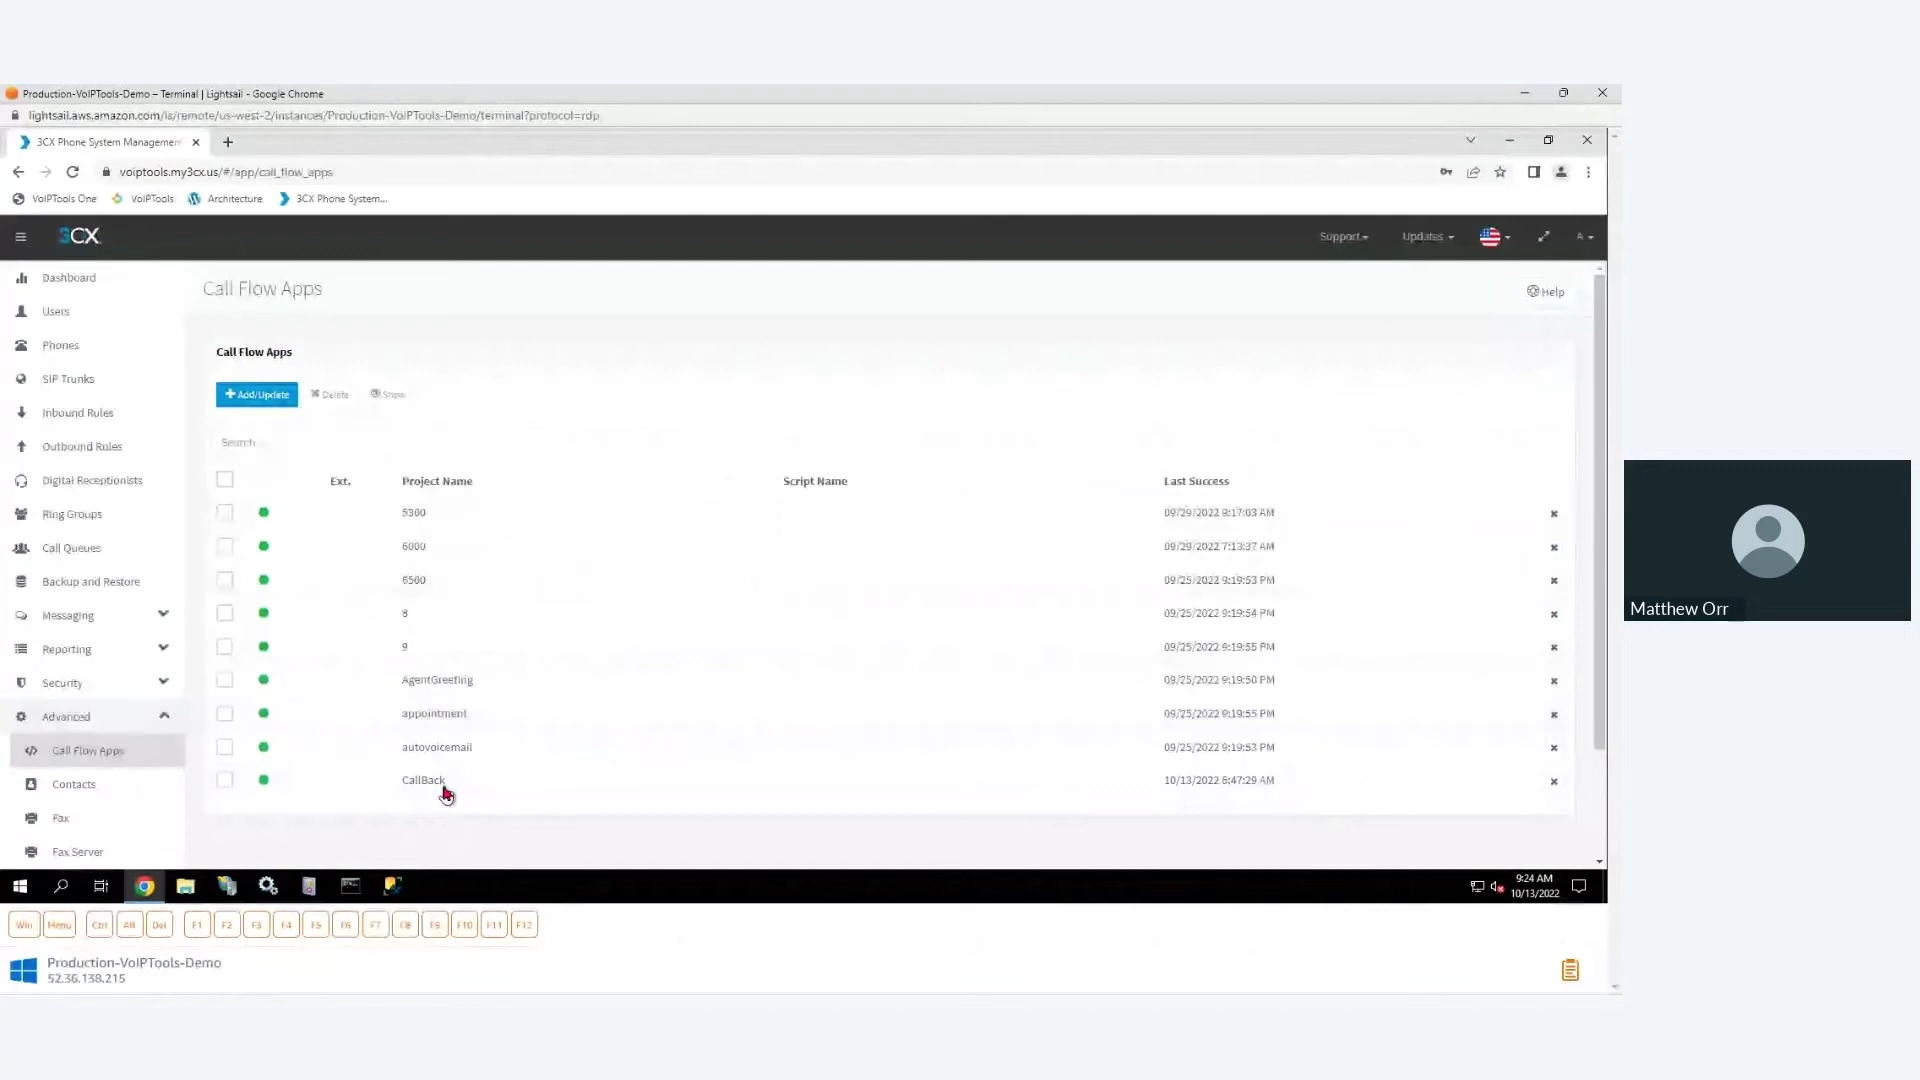 Production-VoIPTools-Demo – Terminal | Lightsail - Google Chrome
lightsail.aws.amazon.com/ls/remote/us-west-2/instances/Production-VoIPTools-Demo/terminal?protocol=rdp
3CX Phone System Managemen
voiptools.my3cx.us/#/app/call_flow_apps
VoIPTools One VoIPTools Architecture 3CX Phone System...
3CX Support Updates A
Dashboard
Users
Phones
SIP Trunks
Inbound Rules
Outbound Rules
Digital Receptionists
Ring Groups
Call Queues
Backup and Restore
Messaging
Reporting
Security
Advanced
Call Flow Apps
Contacts
Fax
Fax Server
Call Flow Apps
Help
Call Flow Apps
+ Add/Update Delete Show
Search ...
Ext. Project Name Script Name Last Success
5300 09/29/2022 9:17:03 AM
6000 09/29/2022 7:13:37 AM
6500 09/25/2022 9:19:53 PM
8 09/25/2022 9:19:54 PM
9 09/25/2022 9:19:55 PM
AgentGreeting 09/25/2022 9:19:50 PM
appointment 09/25/2022 9:19:55 PM
autovoicemail 09/25/2022 9:19:53 PM
CallBack 10/13/2022 6:47:29 AM
Matthew Orr
9:24 AM
10/13/2022
Win Menu Ctrl Alt Del F1 F2 F3 F4 F5 F6 F7 F8 F9 F10 F11 F12
Production-VoIPTools-Demo
52.36.138.215